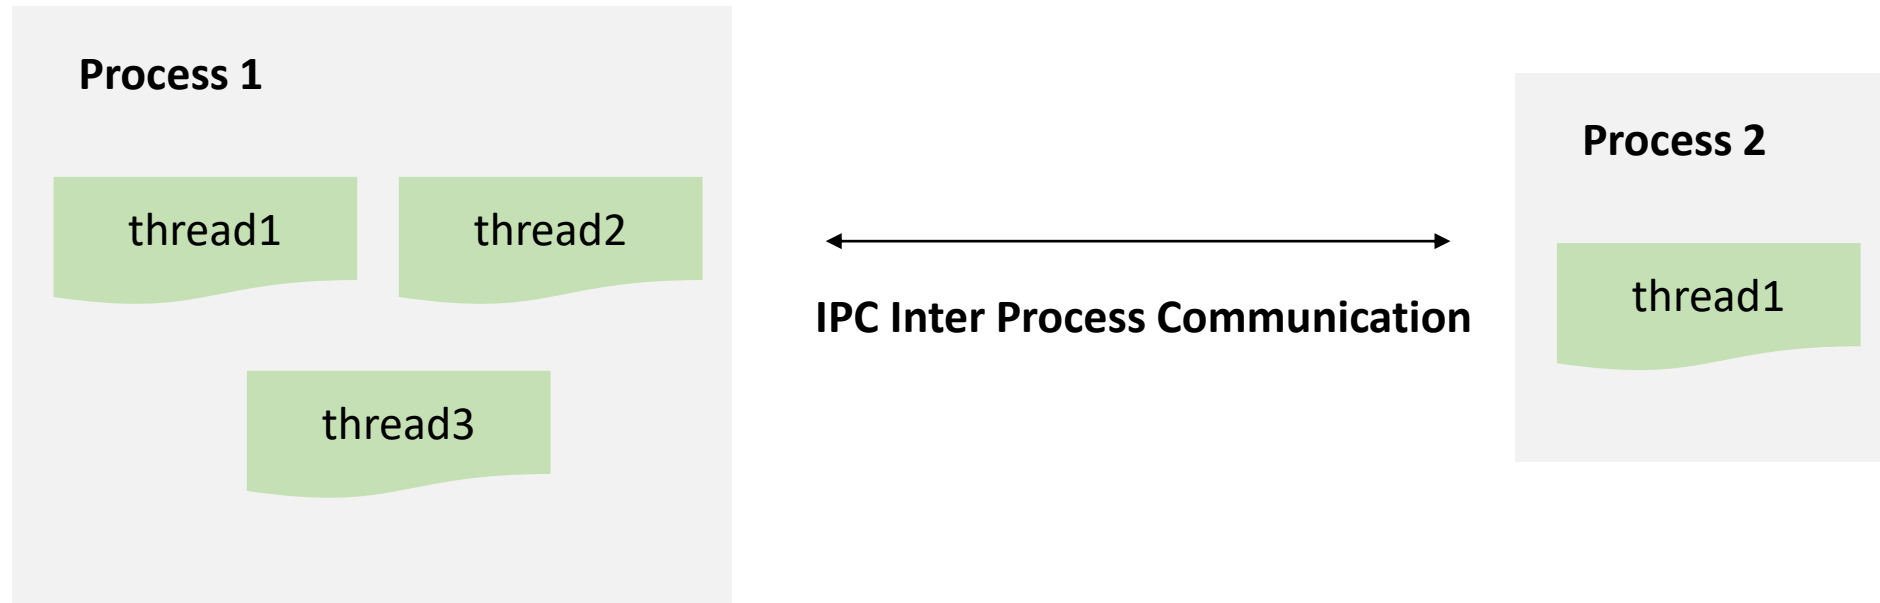 Process 1
thread1
thread2
thread3
IPC Inter Process Communication
Process 2
thread1